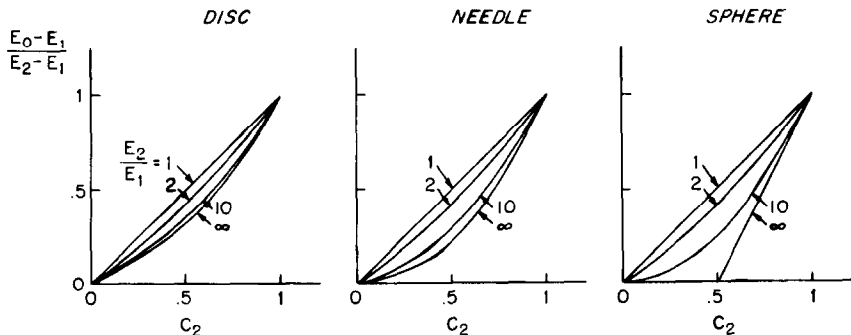 DISC
NEEDLE
SPHERE
E₀ – E₁
E₂ – E₁
1
.5
0
E₂
E₁
= 1
2
10
∞
0
.5
1
C₂
1
2
10
∞
0
.5
1
C₂
1
2
10
∞
0
.5
1
C₂